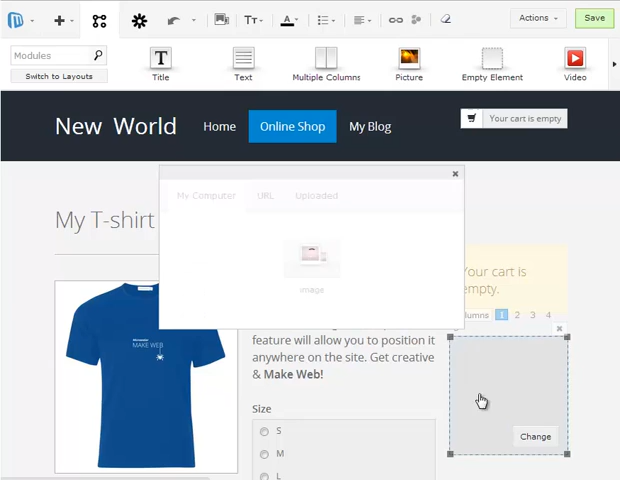 Actions
Save
Modules
Switch to Layouts
Title
Text
Multiple Columns
Picture
Empty Element
Video
New World
Home
Online Shop
My Blog
Your cart is empty
My Computer
URL
Uploaded
image
My T-shirt
Your cart is
empty.
1 2 3 4
MAKE WEB
feature will allow you to position it
anywhere on the site. Get creative
& Make Web!
Change
Size
S
M
L